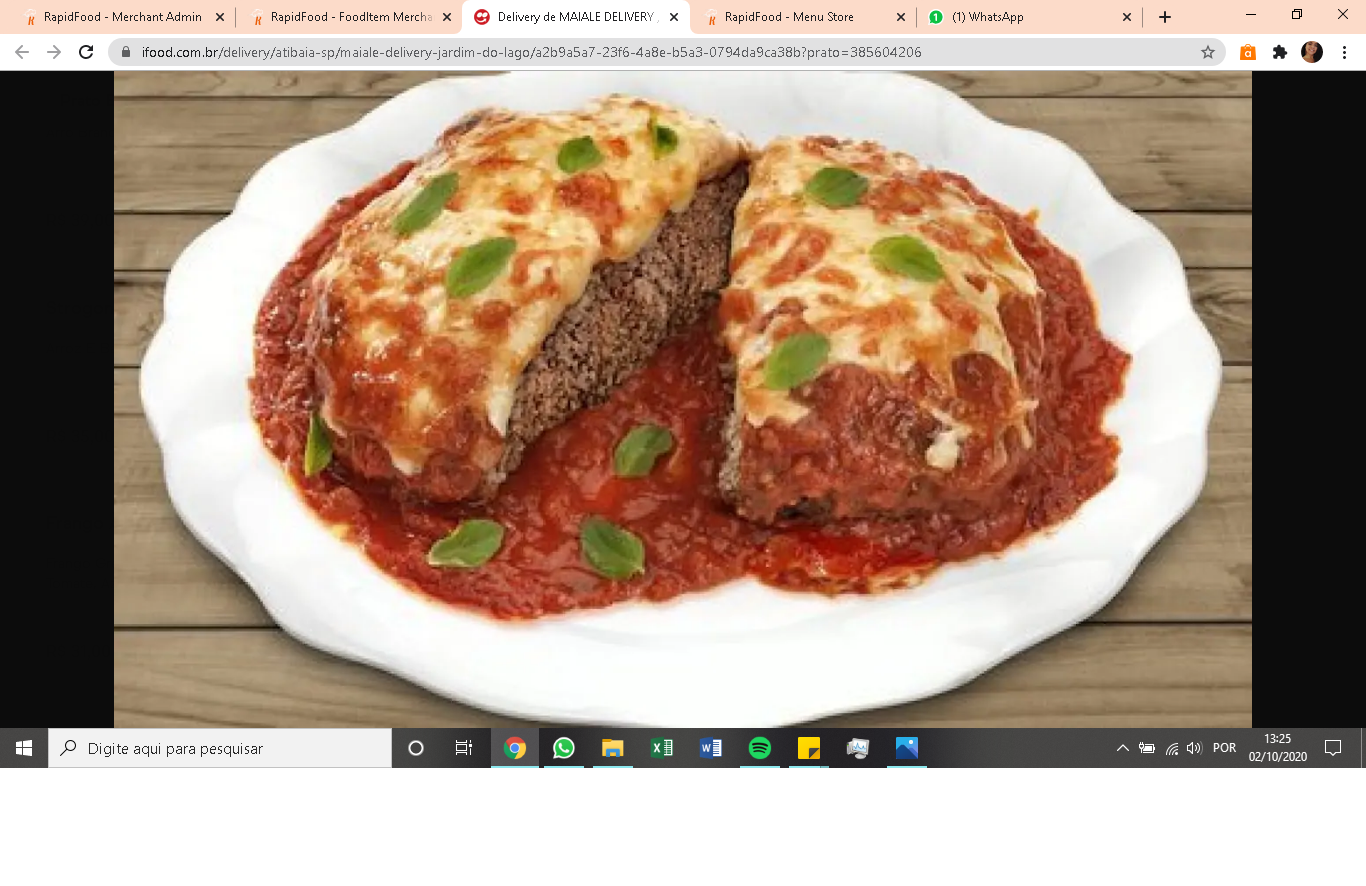 RapidFood - Merchant Admin
RapidFood - FoodItem Mercha
Delivery de MAIALE DELIVERY
RapidFood - Menu Store
1 (1) WhatsApp
ifood.com.br/delivery/atibaia-sp/maiale-delivery-jardim-do-lago/a2b9a5a7-23f6-4a8e-b5a3-0794da9ca38b?prato=385604206
Digite aqui para pesquisar
POR
13:25
02/10/2020